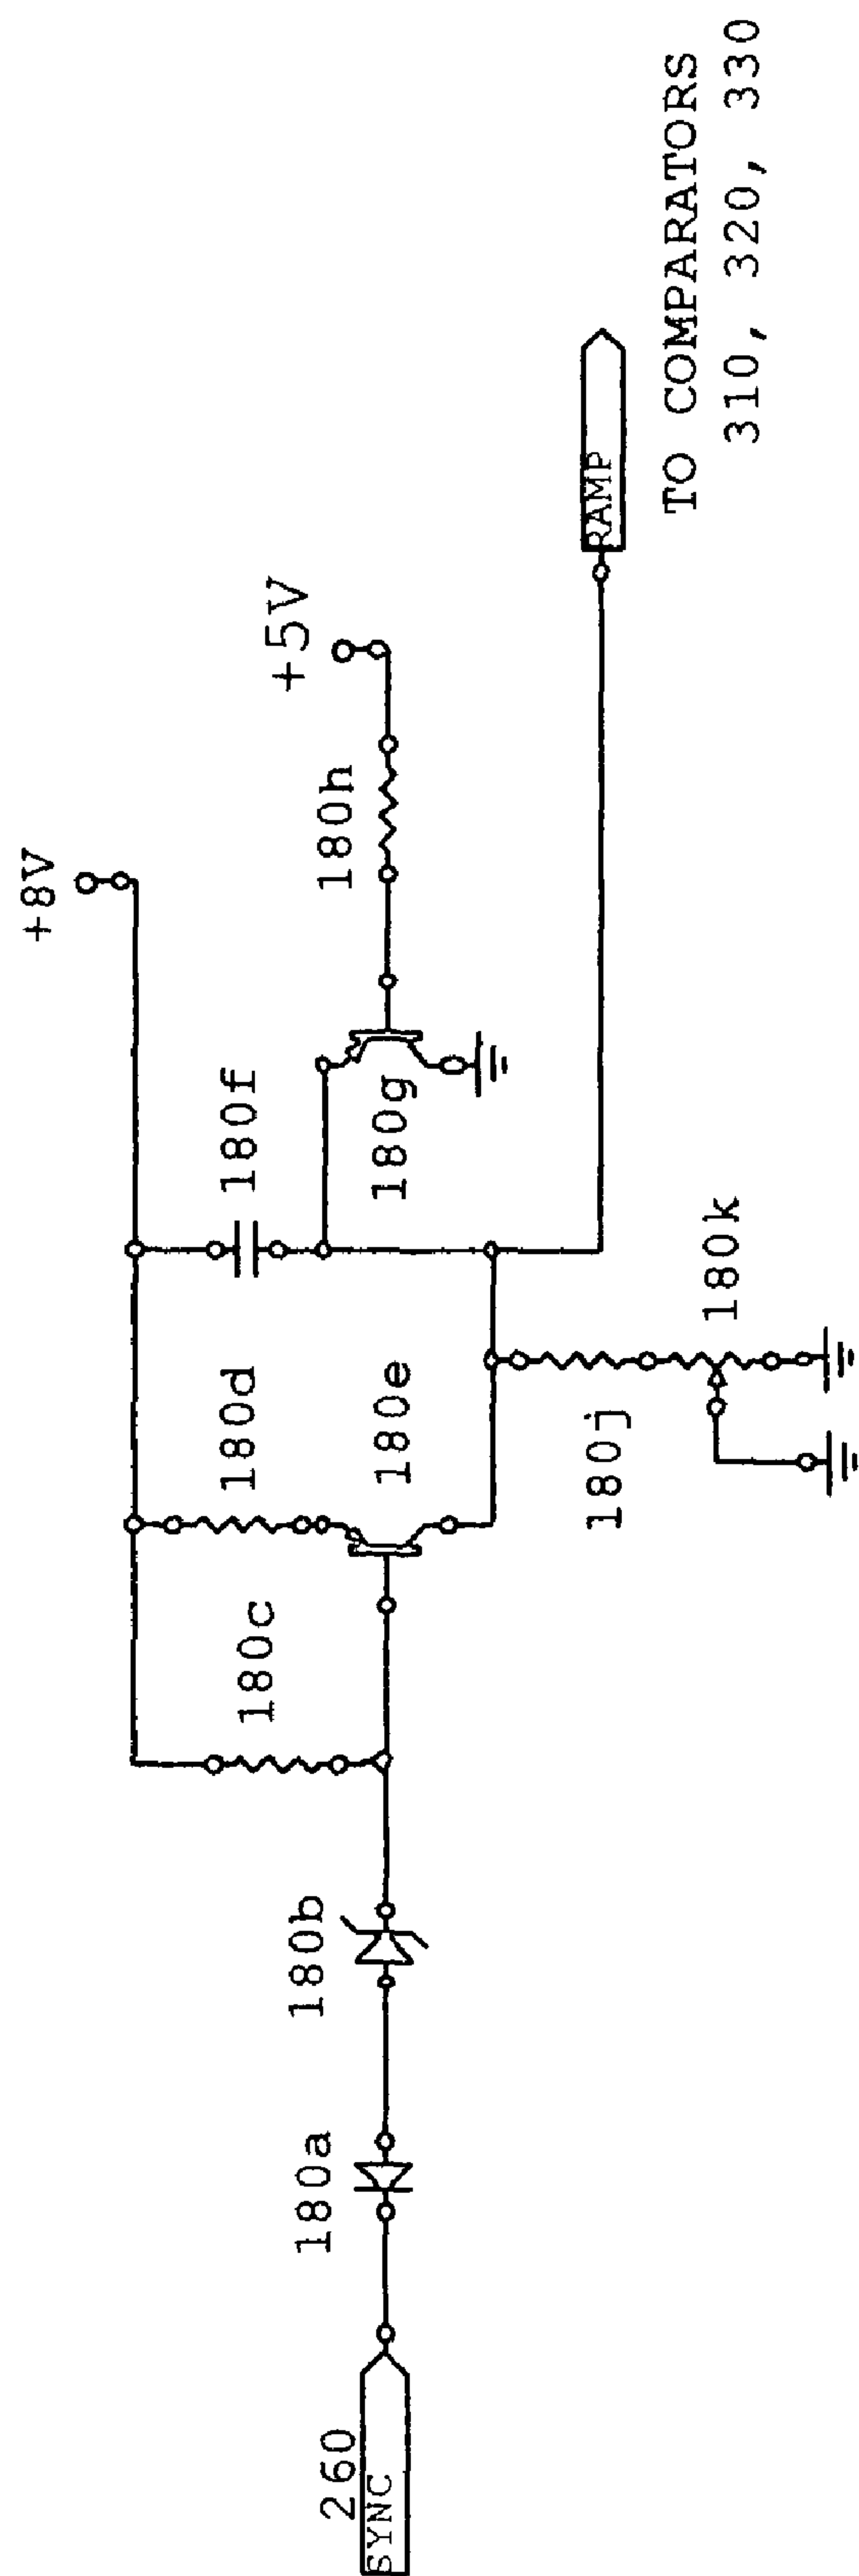 260
SYNC
180a
180b
180c
180d
180e
180f
180g
180h
180j
180k
+8V
+5V
RAMP
TO COMPARATORS
310, 320, 330